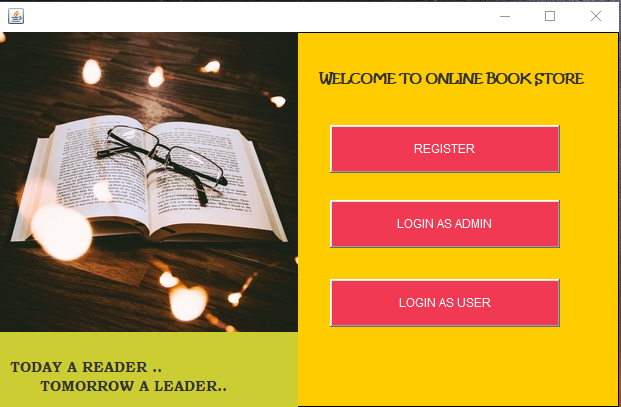 WELCOME TO ONLINE BOOK STORE
REGISTER
LOGIN AS ADMIN
LOGIN AS USER
TODAY A READER ..
TOMORROW A LEADER..